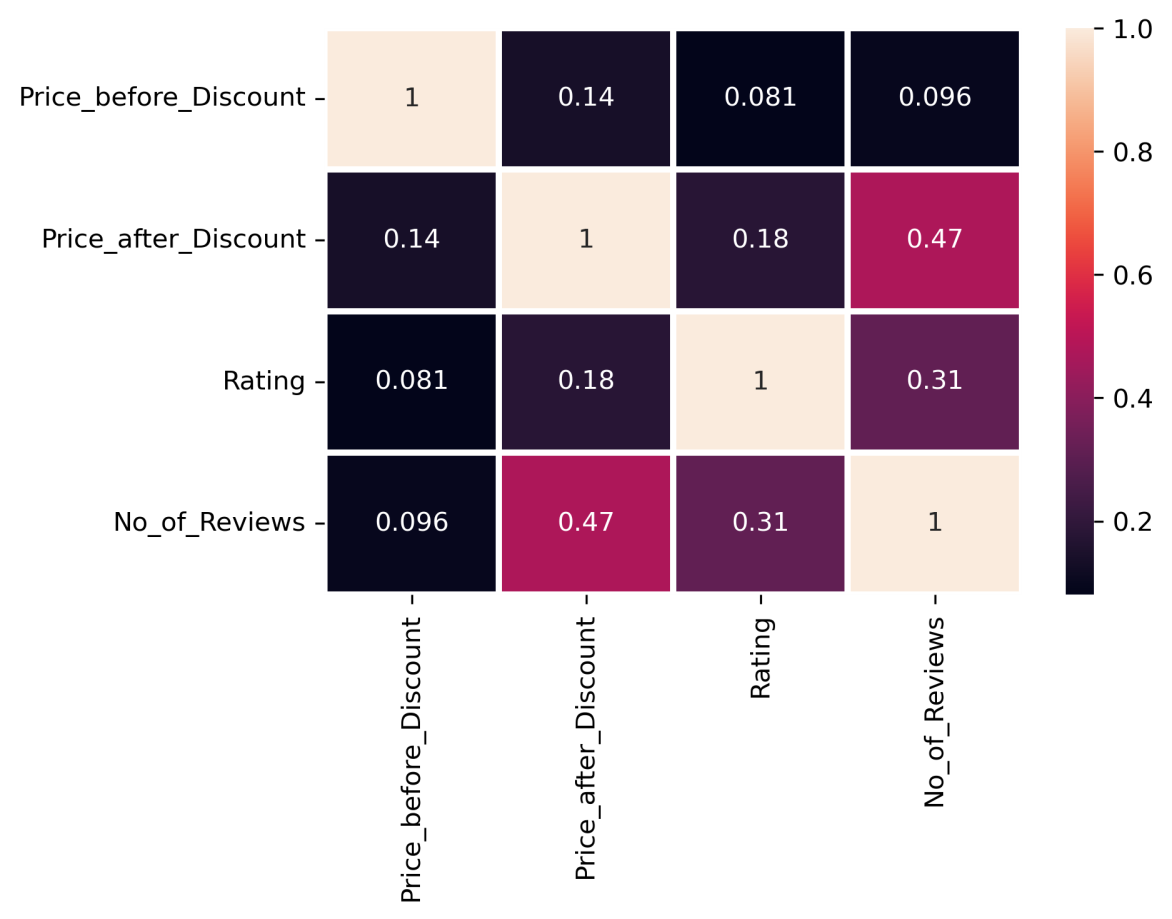 Price_before_Discount 1 0.14 0.081 0.096
Price_after_Discount 0.14 1 0.18 0.47
Rating 0.081 0.18 1 0.31
No_of_Reviews 0.096 0.47 0.31 1
Price_before_Discount
Price_after_Discount
Rating
No_of_Reviews
1.0
0.8
0.6
0.4
0.2